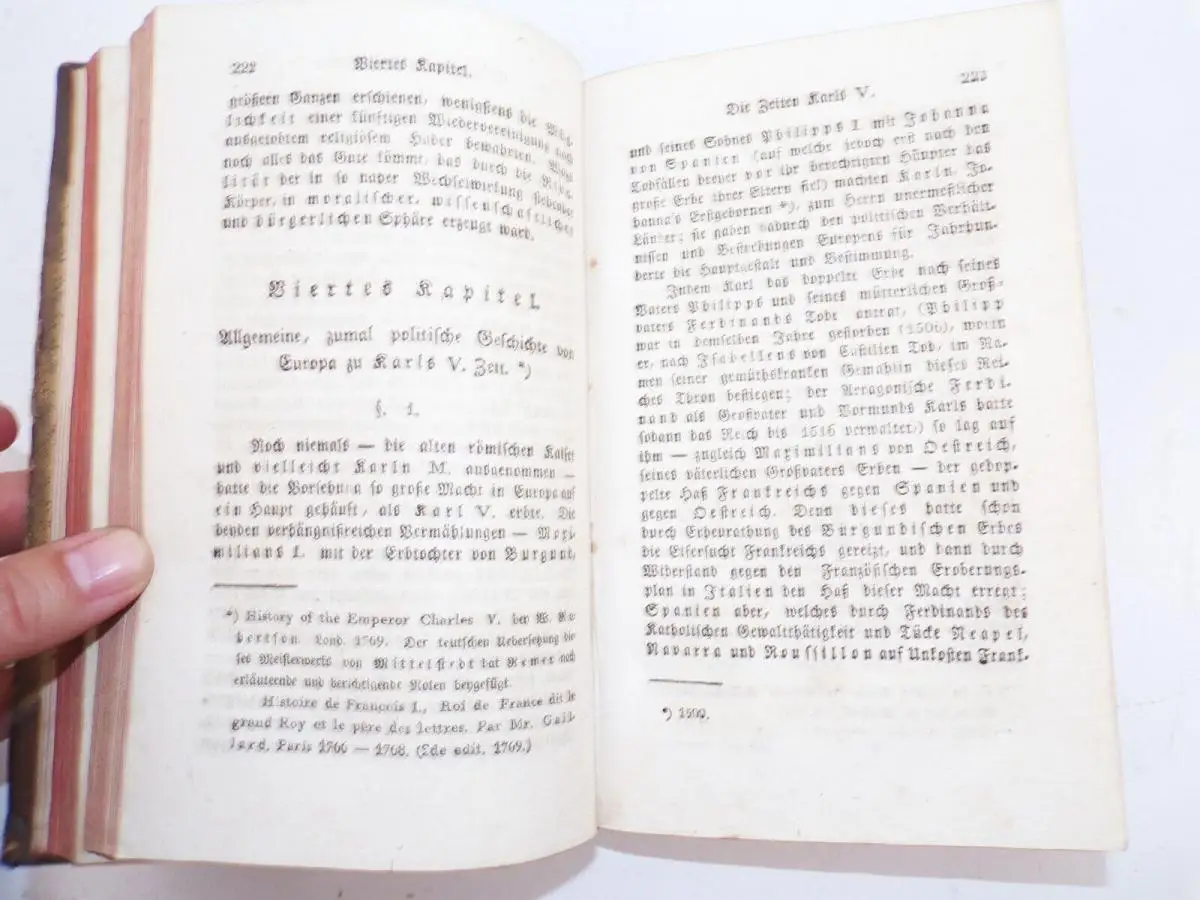 222 Viertes Kapitel.
größern Ganzen erschienen, wenigstens die Mög-
lichkeit einer künftigen Wiedervereinigung nach
ausgetobtem religiösem Hader bewahrten. Wozu
noch alles das Gute kömmt, das durch die Riva-
lität der in so naher Wechselwirkung stehenden
Körper, in moralischer, wissenschaftlicher
und bürgerlichen Sphäre erzeugt ward.
Viertes Kapitel.
Allgemeine, zumal politische Geschichte von
Europa zu Karls V. Zeit. *)
§. 1.
Noch niemals — die alten römischen Kaiser
und vielleicht Karln M. ausgenommen —
hatte die Vorsehung so große Macht in Europa auf
ein Haupt gehäuft, als Karl V. erbte. Die
beyden verhängnißreichen Vermählungen — Maxi-
milians I. mit der Erbtochter von Burgund,
*) History of the Emperor Charles V. ber W. Ro-
bertson. Lond. 1769. Der teutschen Uebersetzung die-
ses Meisterwerks von Mittelstedt hat Remer noch
erläuternde und berichtigende Noten beygefügt.
Histoire de François I., Roi de France dit le
grand Roy et le père des lettres. Par Mr. Gail-
lard. Paris 1766 — 1768. (2de edit. 1769.)
Die Zeiten Karls V. 223
und seines Sohnes Philipps I. mit Johanna
von Spanien (auf welche jedoch erst nach den
Todfällen dreyer vor ihr berechtigten Häupter das
große Erbe ihrer Eltern fiel) machten Karln, Jo-
hanna's Erstgebornen *), zum Herrn unermeßlicher
Länder; sie gaben dadurch den politischen Verhält-
nissen und Bestrebungen Europens für Jahrhun-
derte die Hauptgestalt und Bestimmung.
Indem Karl das doppelte Erbe nach seines
Vaters Philipps und seines mütterlichen Groß-
vaters Ferdinands Tode antrat, (Philipp
war in demselben Jahre gestorben (1506), worin
er, nach Isabellens von Castilien Tod, im Na-
men seiner gemüthskranken Gemahlin dieses Rei-
ches Thron bestiegen; der Arragonische Ferdi-
nand als Großvater und Vormund Karls hatte
sodann das Reich bis 1516 verwaltet,) so lag auf
ihm — zugleich Maximilians von Oestreich,
seines väterlichen Großvaters Erben — der gedop-
pelte Haß Frankreichs gegen Spanien und
gegen Oestreich. Denn dieses hatte schon
durch Erheurathung des Burgundischen Erbes
die Eifersucht Frankreichs gereizt, und dann durch
Widerstand gegen den Französischen Eroberungs-
plan in Italien den Haß dieser Macht erregt;
Spanien aber, welches durch Ferdinands des
Katholischen Gewaltthätigkeit und Tücke Neapel,
Navarra und Roussillon auf Unkosten Frank-
*) 1500.